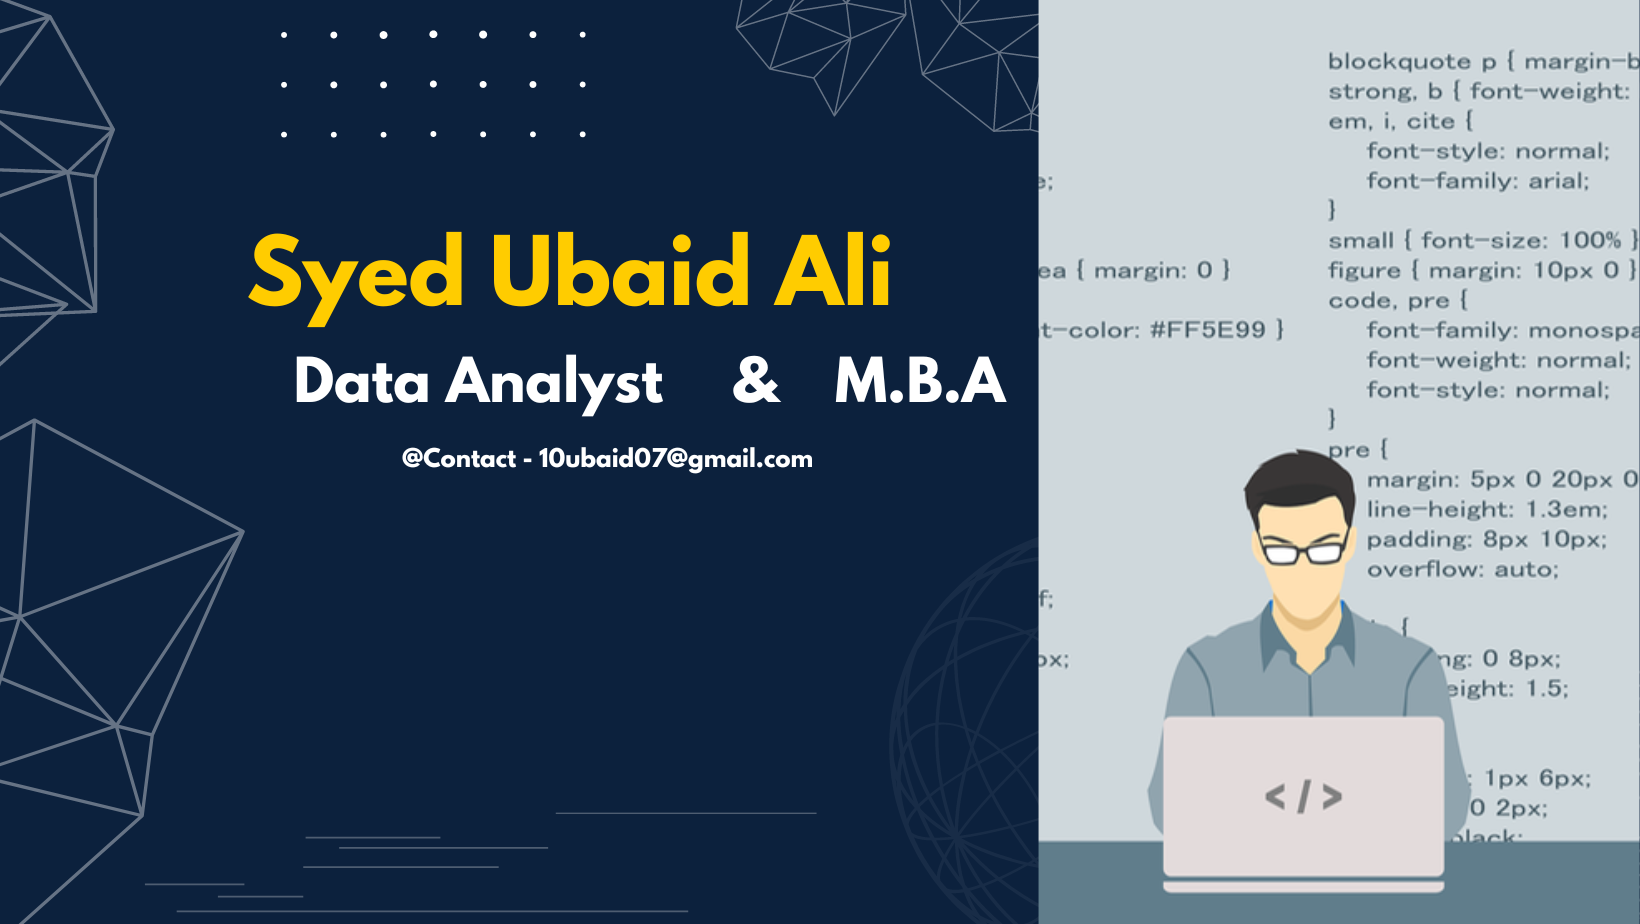 Syed Ubaid Ali
Data Analyst & M.B.A
@Contact - 10ubaid07@gmail.com
e;
ea { margin: 0 }
t-color: #FF5E99 }
f;
px;
blockquote p { margin-b
strong, b { font-weight:
em, i, cite {
font-style: normal;
font-family: arial;
}
small { font-size: 100% }
figure { margin: 10px 0 }
code, pre {
font-family: monospa
font-weight: normal;
font-style: normal;
}
pre {
margin: 5px 0 20px 0
line-height: 1.3em;
padding: 8px 10px;
overflow: auto;
{
ng: 0 8px;
eight: 1.5;
: 1px 6px;
0 2px;
black;
</>